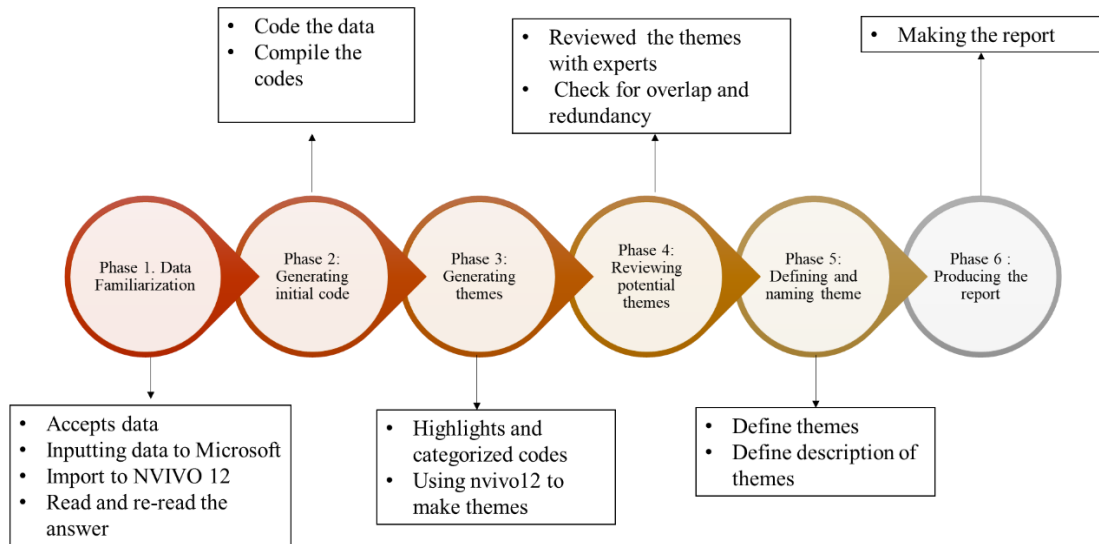 • Code the data
• Compile the
codes
• Reviewed the themes
with experts
• Check for overlap and
redundancy
• Making the report
Phase 1. Data
Familiarization
Phase 2:
Generating
initial code
Phase 3:
Generating
themes
Phase 4:
Reviewing
potential
themes
Phase 5:
Defining and
naming theme
Phase 6 :
Producing the
report
• Accepts data
• Inputting data to Microsoft
• Import to NVIVO 12
• Read and re-read the
answer
• Highlights and
categorized codes
• Using nvivo12 to
make themes
• Define themes
• Define description of
themes